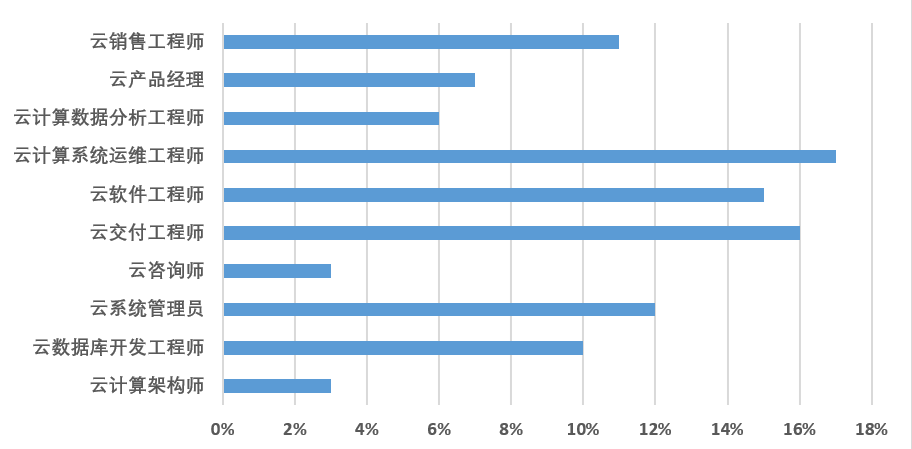 云销售工程师
云产品经理
云计算数据分析工程师
云计算系统运维工程师
云软件工程师
云交付工程师
云咨询师
云系统管理员
云数据库开发工程师
云计算架构师
0% 2% 4% 6% 8% 10% 12% 14% 16% 18%